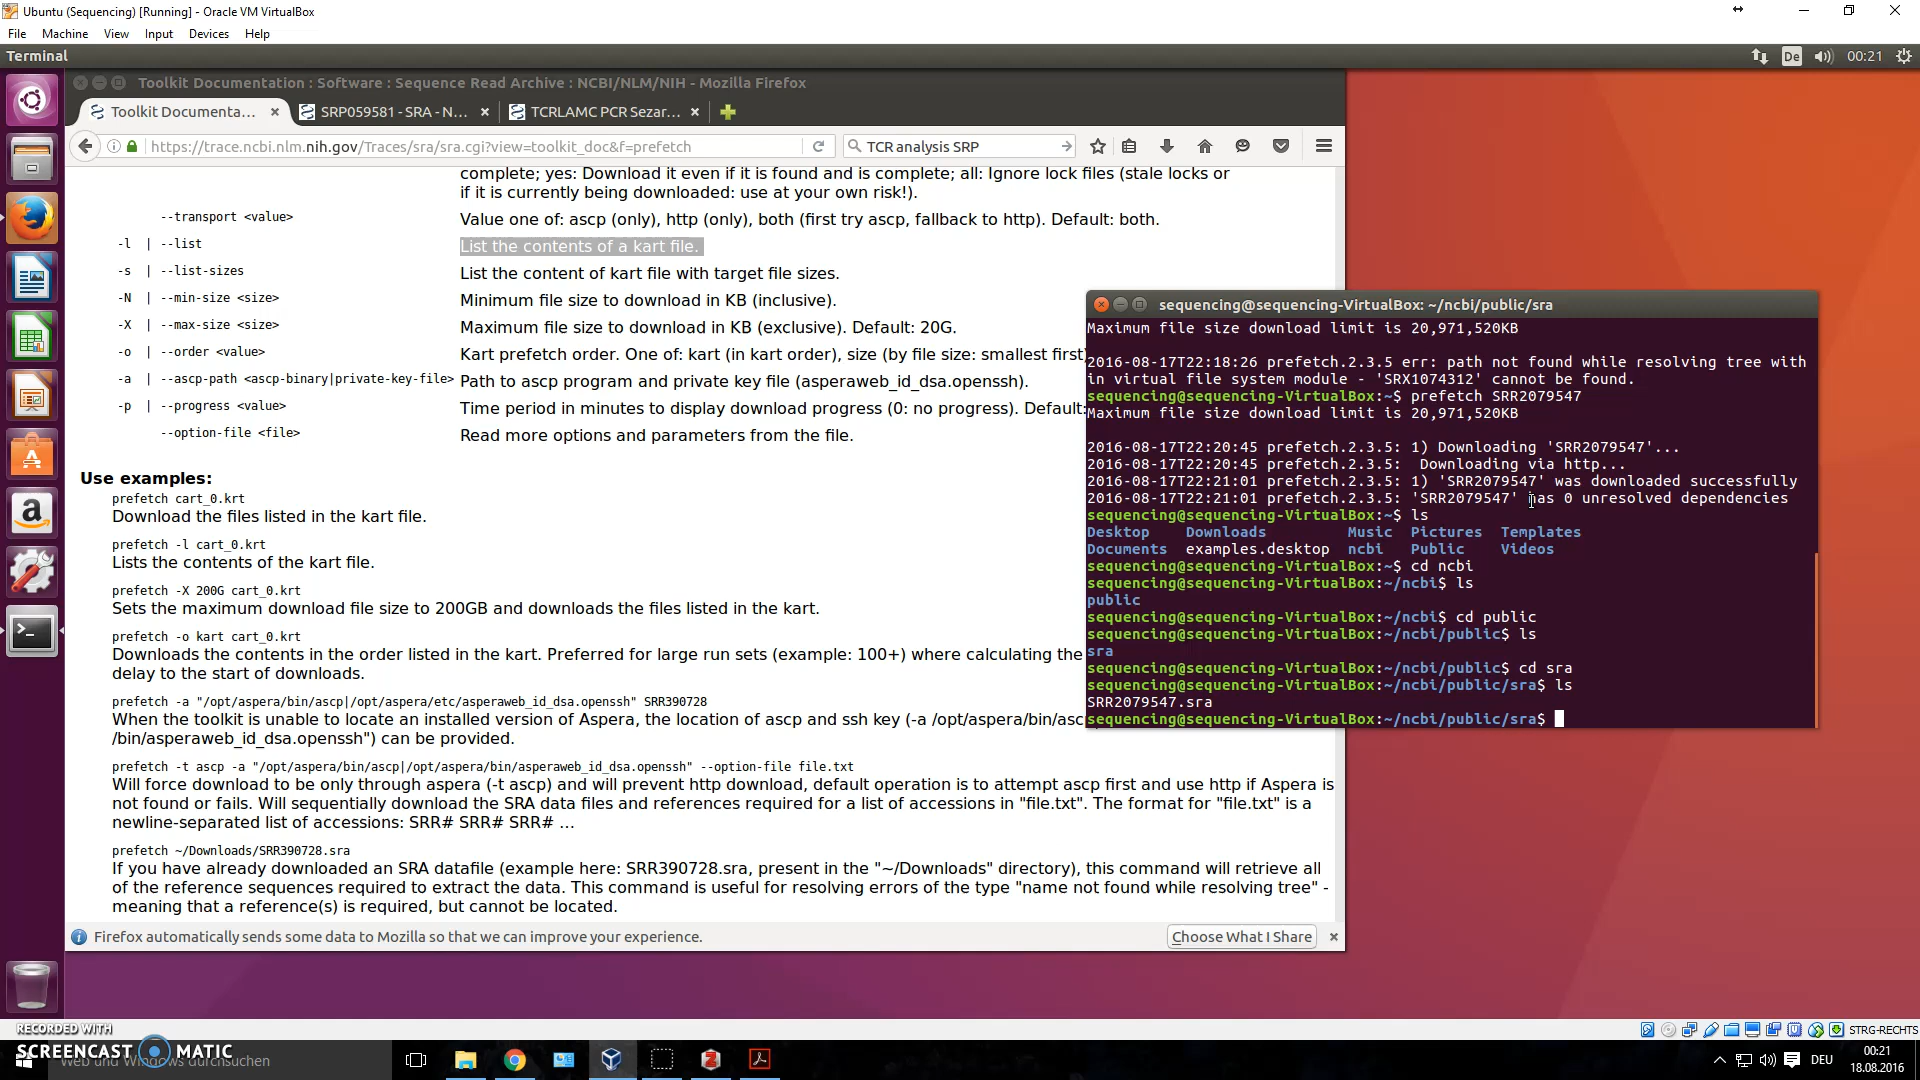 Ubuntu (Sequencing) [Running] - Oracle VM VirtualBox
File Machine View Input Devices Help
Terminal
De 00:21
Toolkit Documentation : Software : Sequence Read Archive : NCBI/NLM/NIH - Mozilla Firefox
Toolkit Documenta... × SRP059581 - SRA - N... × TCRLAMC PCR Sezar... ×
https://trace.ncbi.nlm.nih.gov/Traces/sra/sra.cgi?view=toolkit_doc&f=prefetch
TCR analysis SRP
complete; yes: Download it even if it is found and is complete; all: Ignore lock files (stale locks or
if it is currently being downloaded: use at your own risk!).
--transport <value> Value one of: ascp (only), http (only), both (first try ascp, fallback to http). Default: both.
-l | --list List the contents of a kart file.
-s | --list-sizes List the content of kart file with target file sizes.
-N | --min-size <size> Minimum file size to download in KB (inclusive).
-X | --max-size <size> Maximum file size to download in KB (exclusive). Default: 20G.
-o | --order <value> Kart prefetch order. One of: kart (in kart order), size (by file size: smallest first)
-a | --ascp-path <ascp-binary|private-key-file> Path to ascp program and private key file (asperaweb_id_dsa.openssh).
-p | --progress <value> Time period in minutes to display download progress (0: no progress). Default:
--option-file <file> Read more options and parameters from the file.
Use examples:
prefetch cart_0.krt
Download the files listed in the kart file.
prefetch -l cart_0.krt
Lists the contents of the kart file.
prefetch -X 200G cart_0.krt
Sets the maximum download file size to 200GB and downloads the files listed in the kart.
prefetch -o kart cart_0.krt
Downloads the contents in the order listed in the kart. Preferred for large run sets (example: 100+) where calculating the
delay to the start of downloads.
prefetch -a "/opt/aspera/bin/ascp|/opt/aspera/etc/asperaweb_id_dsa.openssh" SRR390728
When the toolkit is unable to locate an installed version of Aspera, the location of ascp and ssh key (-a /opt/aspera/bin/asc
/bin/asperaweb_id_dsa.openssh") can be provided.
prefetch -t ascp -a "/opt/aspera/bin/ascp|/opt/aspera/bin/asperaweb_id_dsa.openssh" --option-file file.txt
Will force download to be only through aspera (-t ascp) and will prevent http download, default operation is to attempt ascp first and use http if Aspera is
not found or fails. Will sequentially download the SRA data files and references required for a list of accessions in "file.txt". The format for "file.txt" is a
newline-separated list of accessions: SRR# SRR# SRR# ...
prefetch ~/Downloads/SRR390728.sra
If you have already downloaded an SRA datafile (example here: SRR390728.sra, present in the "~/Downloads" directory), this command will retrieve all
of the reference sequences required to extract the data. This command is useful for resolving errors of the type "name not found while resolving tree" -
meaning that a reference(s) is required, but cannot be located.
Firefox automatically sends some data to Mozilla so that we can improve your experience.
Choose What I Share ×
sequencing@sequencing-VirtualBox: ~/ncbi/public/sra
Maximum file size download limit is 20,971,520KB
2016-08-17T22:18:26 prefetch.2.3.5 err: path not found while resolving tree with
in virtual file system module - 'SRX1074312' cannot be found.
sequencing@sequencing-VirtualBox:~$ prefetch SRR2079547
Maximum file size download limit is 20,971,520KB
2016-08-17T22:20:45 prefetch.2.3.5: 1) Downloading 'SRR2079547'...
2016-08-17T22:20:45 prefetch.2.3.5: Downloading via http...
2016-08-17T22:21:01 prefetch.2.3.5: 1) 'SRR2079547' was downloaded successfully
2016-08-17T22:21:01 prefetch.2.3.5: 'SRR2079547' has 0 unresolved dependencies
sequencing@sequencing-VirtualBox:~$ ls
Desktop Downloads Music Pictures Templates
Documents examples.desktop ncbi Public Videos
sequencing@sequencing-VirtualBox:~$ cd ncbi
sequencing@sequencing-VirtualBox:~/ncbi$ ls
public
sequencing@sequencing-VirtualBox:~/ncbi$ cd public
sequencing@sequencing-VirtualBox:~/ncbi/public$ ls
sra
sequencing@sequencing-VirtualBox:~/ncbi/public$ cd sra
sequencing@sequencing-VirtualBox:~/ncbi/public/sra$ ls
SRR2079547.sra
sequencing@sequencing-VirtualBox:~/ncbi/public/sra$
STRG-RECHTS
RECORDED WITH
SCREENCAST MATIC
Web und Windows durchsuchen
DEU
00:21
18.08.2016